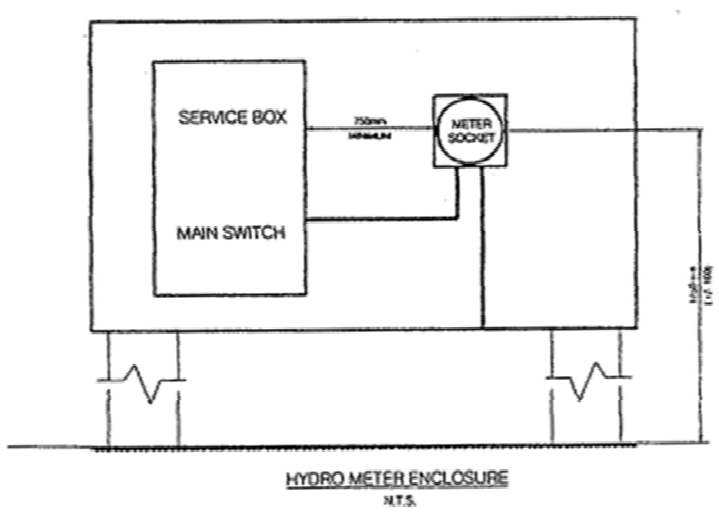 SERVICE BOX
750mm
MINIMUM
METER
SOCKET
MAIN SWITCH
HYDRO METER ENCLOSURE
N.T.S.